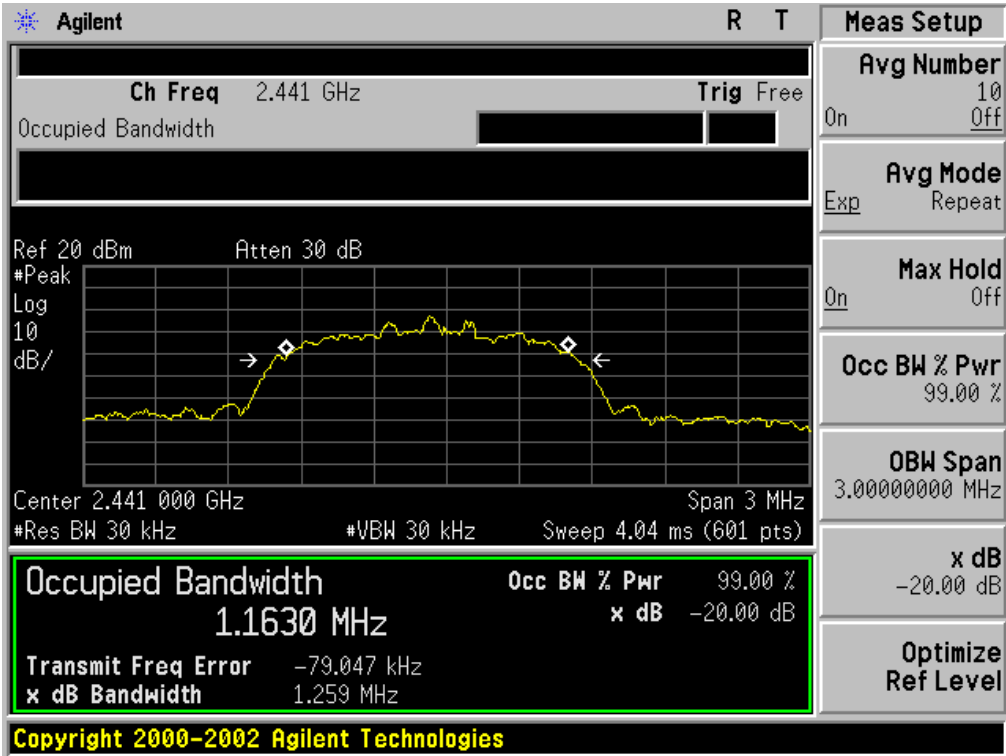 Agilent R T
Ch Freq 2.441 GHz Trig Free
Occupied Bandwidth
Ref 20 dBm Atten 30 dB
#Peak
Log
10
dB/
Center 2.441 000 GHz Span 3 MHz
#Res BW 30 kHz #VBW 30 kHz Sweep 4.04 ms (601 pts)
Occupied Bandwidth
1.1630 MHz
Occ BW % Pwr 99.00 %
x dB -20.00 dB
Transmit Freq Error -79.047 kHz
x dB Bandwidth 1.259 MHz
Copyright 2000-2002 Agilent Technologies
Meas Setup
Avg Number
10
On Off
Avg Mode
Exp Repeat
Max Hold
On Off
Occ BW % Pwr
99.00 %
OBW Span
3.00000000 MHz
x dB
-20.00 dB
Optimize
Ref Level